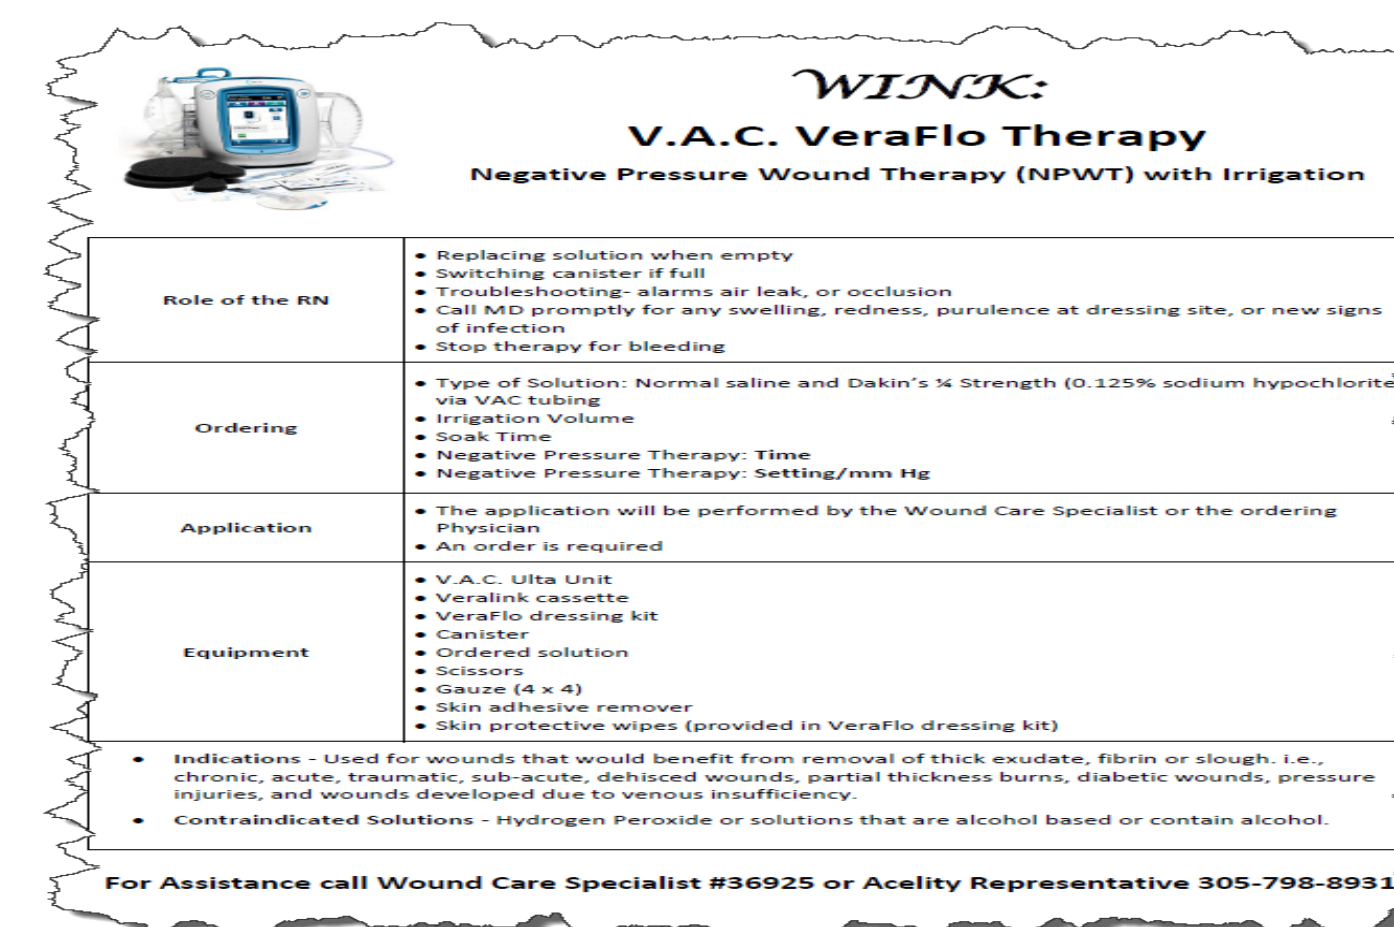 WINK:
V.A.C. VeraFlo Therapy
Negative Pressure Wound Therapy (NPWT) with Irrigation
Role of the RN
• Replacing solution when empty
• Switching canister if full
• Troubleshooting- alarms air leak, or occlusion
• Call MD promptly for any swelling, redness, purulence at dressing site, or new signs
of infection
• Stop therapy for bleeding
Ordering
• Type of Solution: Normal saline and Dakin's ¼ Strength (0.125% sodium hypochlorite
via VAC tubing
• Irrigation Volume
• Soak Time
• Negative Pressure Therapy: Time
• Negative Pressure Therapy: Setting/mm Hg
Application
• The application will be performed by the Wound Care Specialist or the ordering
Physician
• An order is required
Equipment
• V.A.C. Ulta Unit
• Veralink cassette
• VeraFlo dressing kit
• Canister
• Ordered solution
• Scissors
• Gauze (4 x 4)
• Skin adhesive remover
• Skin protective wipes (provided in VeraFlo dressing kit)
• Indications - Used for wounds that would benefit from removal of thick exudate, fibrin or slough. i.e.,
chronic, acute, traumatic, sub-acute, dehisced wounds, partial thickness burns, diabetic wounds, pressure
injuries, and wounds developed due to venous insufficiency.
• Contraindicated Solutions - Hydrogen Peroxide or solutions that are alcohol based or contain alcohol.
For Assistance call Wound Care Specialist #36925 or Acelity Representative 305-798-8931